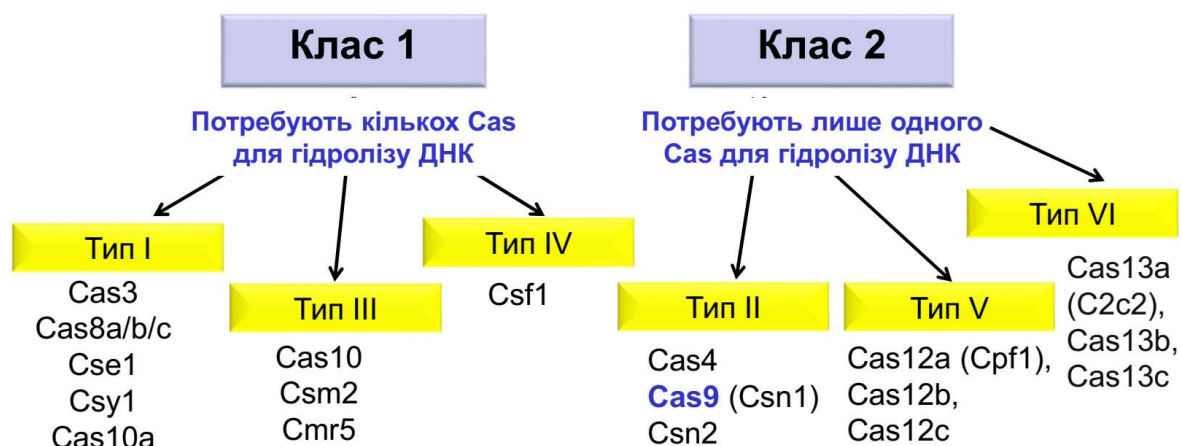 Клас 1
Потребують кількох Cas
для гідролізу ДНК
Тип I
Cas3
Cas8a/b/c
Cse1
Csy1
Cas10a
Тип III
Cas10
Csm2
Cmr5
Тип IV
Csf1
Клас 2
Потребують лише одного
Cas для гідролізу ДНК
Тип II
Cas4
Cas9 (Csn1)
Csn2
Тип V
Cas12a (Cpf1),
Cas12b,
Cas12c
Тип VI
Cas13a
(C2c2),
Cas13b,
Cas13c